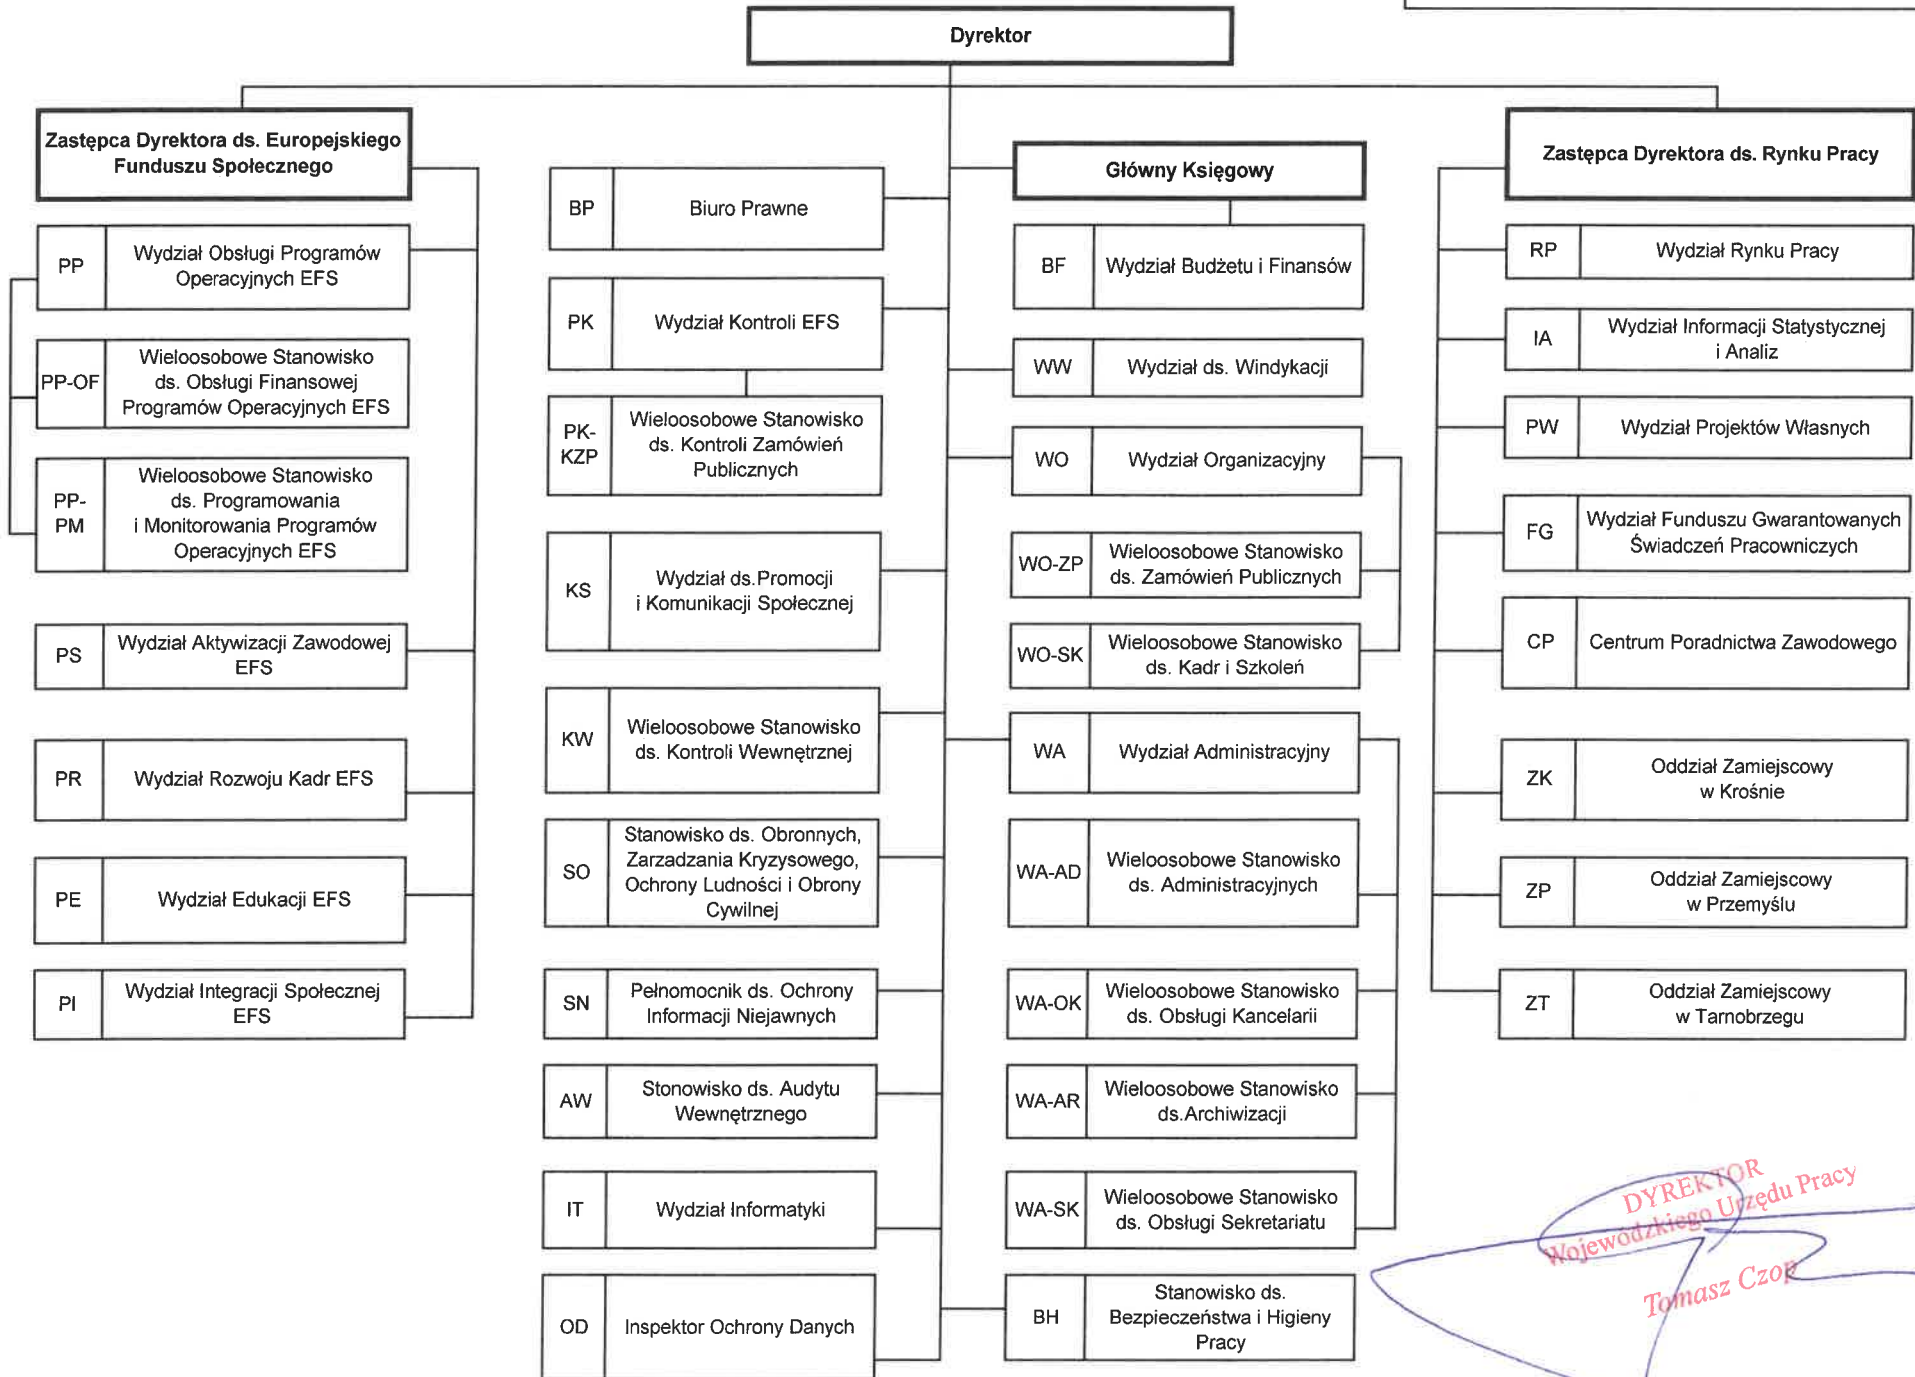 Dyrektor
Zastępca Dyrektora ds. Europejskiego
Funduszu Społecznego
PP
Wydział Obsługi Programów
Operacyjnych EFS
PP-OF
Wieloosobowe Stanowisko
ds. Obsługi Finansowej
Programów Operacyjnych EFS
PP-
PM
Wieloosobowe Stanowisko
ds. Programowania
i Monitorowania Programów
Operacyjnych EFS
PS
Wydział Aktywizacji Zawodowej
EFS
PR
Wydział Rozwoju Kadr EFS
PE
Wydział Edukacji EFS
PI
Wydział Integracji Społecznej
EFS
BP
Biuro Prawne
PK
Wydział Kontroli EFS
PK-
KZP
Wieloosobowe Stanowisko
ds. Kontroli Zamówień
Publicznych
KS
Wydział ds.Promocji
i Komunikacji Społecznej
KW
Wieloosobowe Stanowisko
ds. Kontroli Wewnętrznej
SO
Stanowisko ds. Obronnych,
Zarzadzania Kryzysowego,
Ochrony Ludności i Obrony
Cywilnej
SN
Pełnomocnik ds. Ochrony
Informacji Niejawnych
AW
Stonowisko ds. Audytu
Wewnętrznego
IT
Wydział Informatyki
OD
Inspektor Ochrony Danych
Główny Księgowy
BF
Wydział Budżetu i Finansów
WW
Wydział ds. Windykacji
WO
Wydział Organizacyjny
WO-ZP
Wieloosobowe Stanowisko
ds. Zamówień Publicznych
WO-SK
Wieloosobowe Stanowisko
ds. Kadr i Szkoleń
WA
Wydział Administracyjny
WA-AD
Wieloosobowe Stanowisko
ds. Administracyjnych
WA-OK
Wieloosobowe Stanowisko
ds. Obsługi Kancelarii
WA-AR
Wieloosobowe Stanowisko
ds.Archiwizacji
WA-SK
Wieloosobowe Stanowisko
ds. Obsługi Sekretariatu
BH
Stanowisko ds.
Bezpieczeństwa i Higieny
Pracy
Zastępca Dyrektora ds. Rynku Pracy
RP
Wydział Rynku Pracy
IA
Wydział Informacji Statystycznej
i Analiz
PW
Wydział Projektów Własnych
FG
Wydział Funduszu Gwarantowanych
Świadczeń Pracowniczych
CP
Centrum Poradnictwa Zawodowego
ZK
Oddział Zamiejscowy
w Krośnie
ZP
Oddział Zamiejscowy
w Przemyślu
ZT
Oddział Zamiejscowy
w Tarnobrzegu
DYREKTOR
Wojewódzkiego Urzędu Pracy
Tomasz Czop